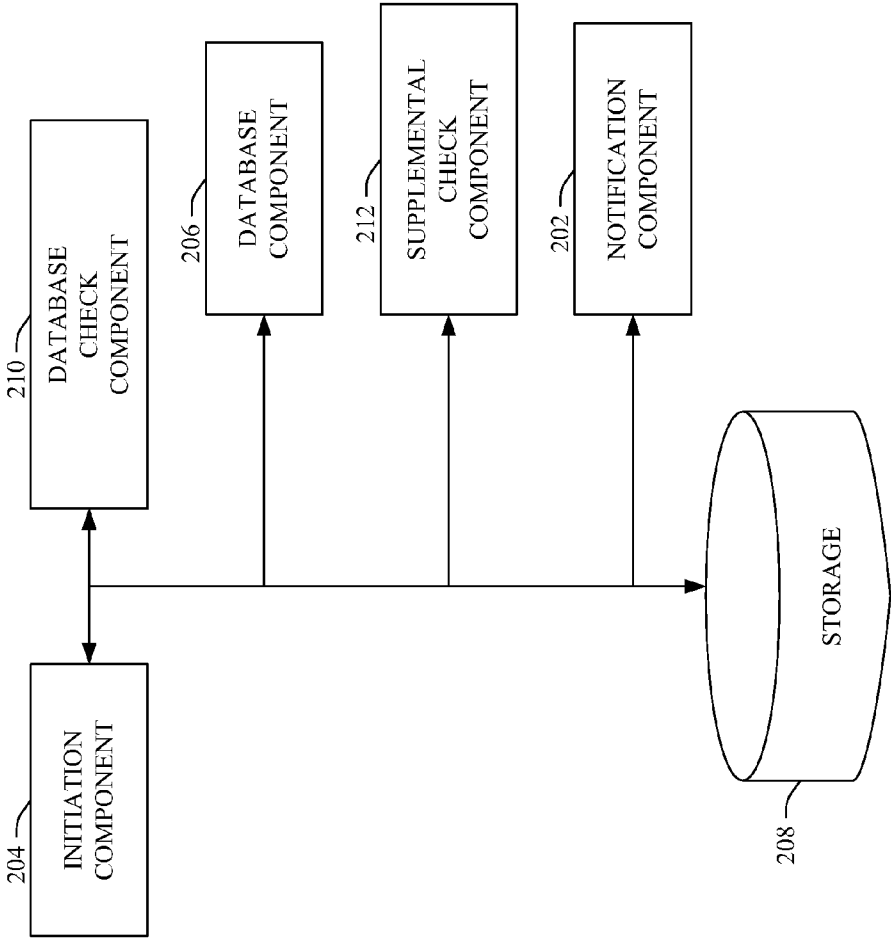 210
DATABASE
CHECK
COMPONENT
206
DATABASE
COMPONENT
212
SUPPLEMENTAL
CHECK
COMPONENT
202
NOTIFICATION
COMPONENT
204
INITIATION
COMPONENT
STORAGE
208